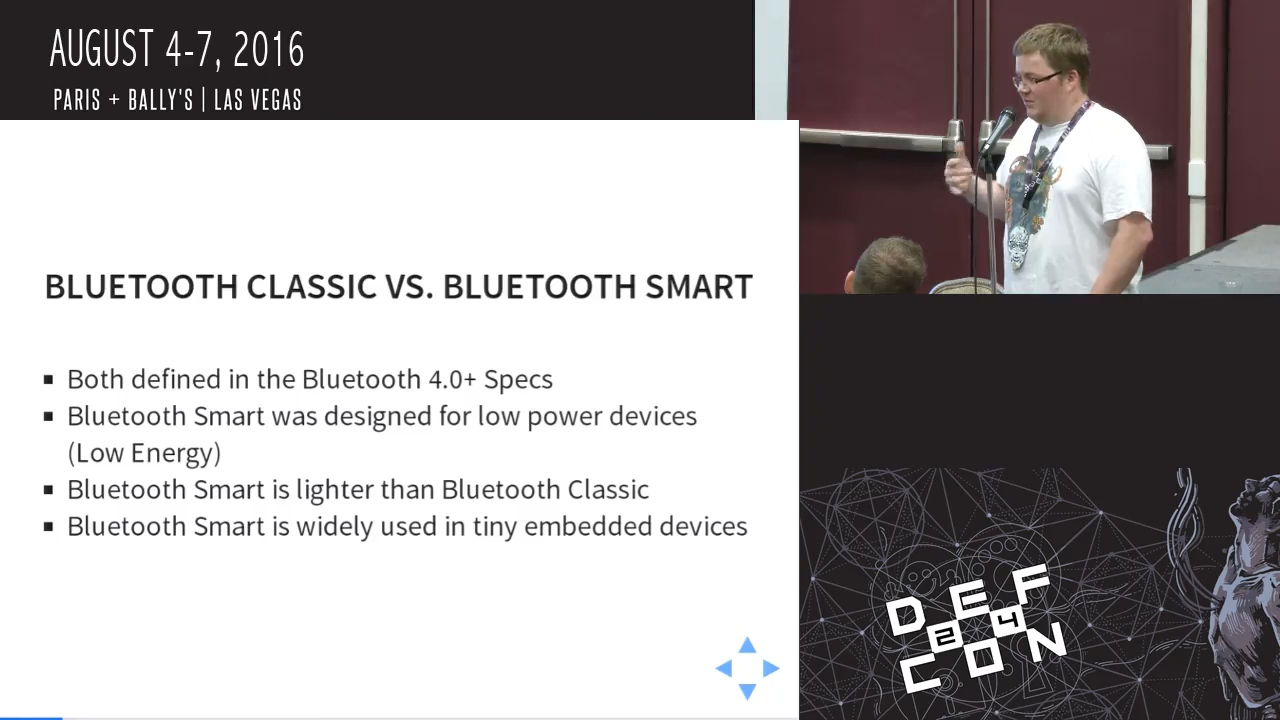 AUGUST 4-7, 2016
PARIS + BALLY'S | LAS VEGAS
BLUETOOTH CLASSIC VS. BLUETOOTH SMART
▪ Both defined in the Bluetooth 4.0+ Specs
▪ Bluetooth Smart was designed for low power devices
(Low Energy)
▪ Bluetooth Smart is lighter than Bluetooth Classic
▪ Bluetooth Smart is widely used in tiny embedded devices
DEF
24
CON